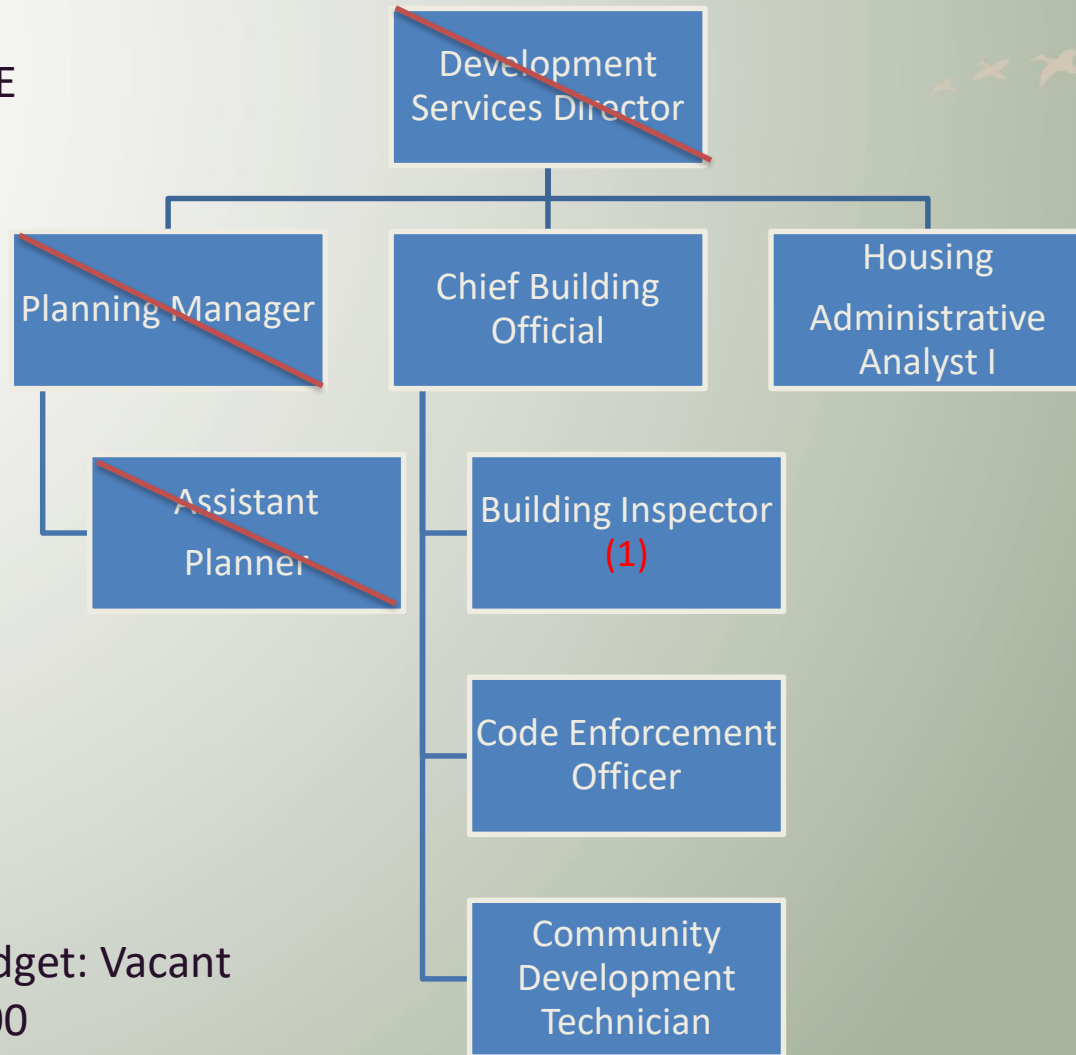 E
Development
Services Director
Planning Manager
Chief Building
Official
Housing
Administrative
Analyst I
Assistant
Planner
Building Inspector
(1)
Code Enforcement
Officer
Community
Development
Technician
dget: Vacant
00